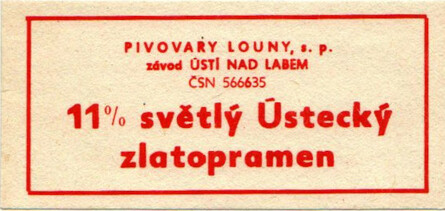 PIVOVARY LOUNY, s. p.
závod ÚSTÍ NAD LABEM
ČSN 566635
11% světlý Ústecký
zlatopramen